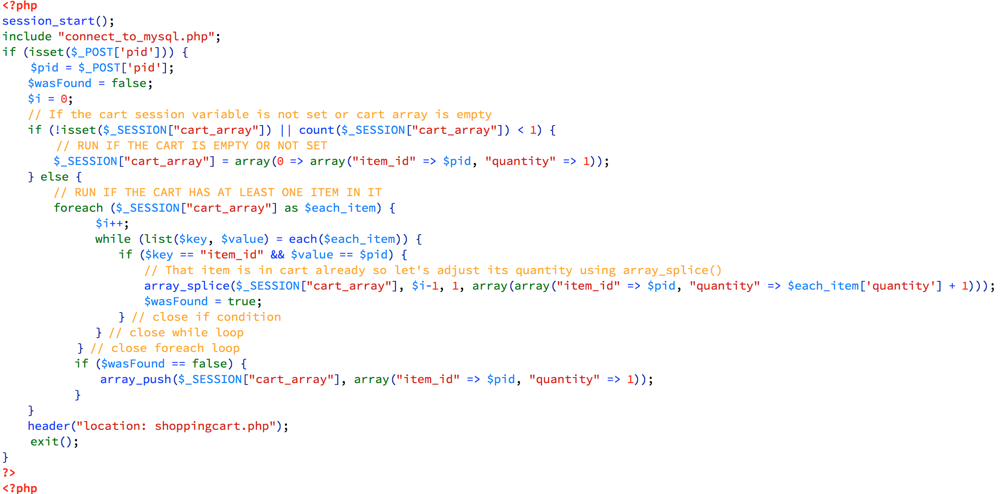 <?php
session_start();
include "connect_to_mysql.php";
if (isset($_POST['pid'])) {
    $pid = $_POST['pid'];
    $wasFound = false;
    $i = 0;
    // If the cart session variable is not set or cart array is empty
    if (!isset($_SESSION["cart_array"]) || count($_SESSION["cart_array"]) < 1) {
        // RUN IF THE CART IS EMPTY OR NOT SET
        $_SESSION["cart_array"] = array(0 => array("item_id" => $pid, "quantity" => 1));
    } else {
        // RUN IF THE CART HAS AT LEAST ONE ITEM IN IT
        foreach ($_SESSION["cart_array"] as $each_item) {
              $i++;
              while (list($key, $value) = each($each_item)) {
                  if ($key == "item_id" && $value == $pid) {
                      // That item is in cart already so let's adjust its quantity using array_splice()
                      array_splice($_SESSION["cart_array"], $i-1, 1, array(array("item_id" => $pid, "quantity" => $each_item['quantity'] + 1)));
                      $wasFound = true;
                  } // close if condition
              } // close while loop
           } // close foreach loop
           if ($wasFound == false) {
               array_push($_SESSION["cart_array"], array("item_id" => $pid, "quantity" => 1));
           }
    }
    header("location: shoppingcart.php");
    exit();
}
?>
<?php